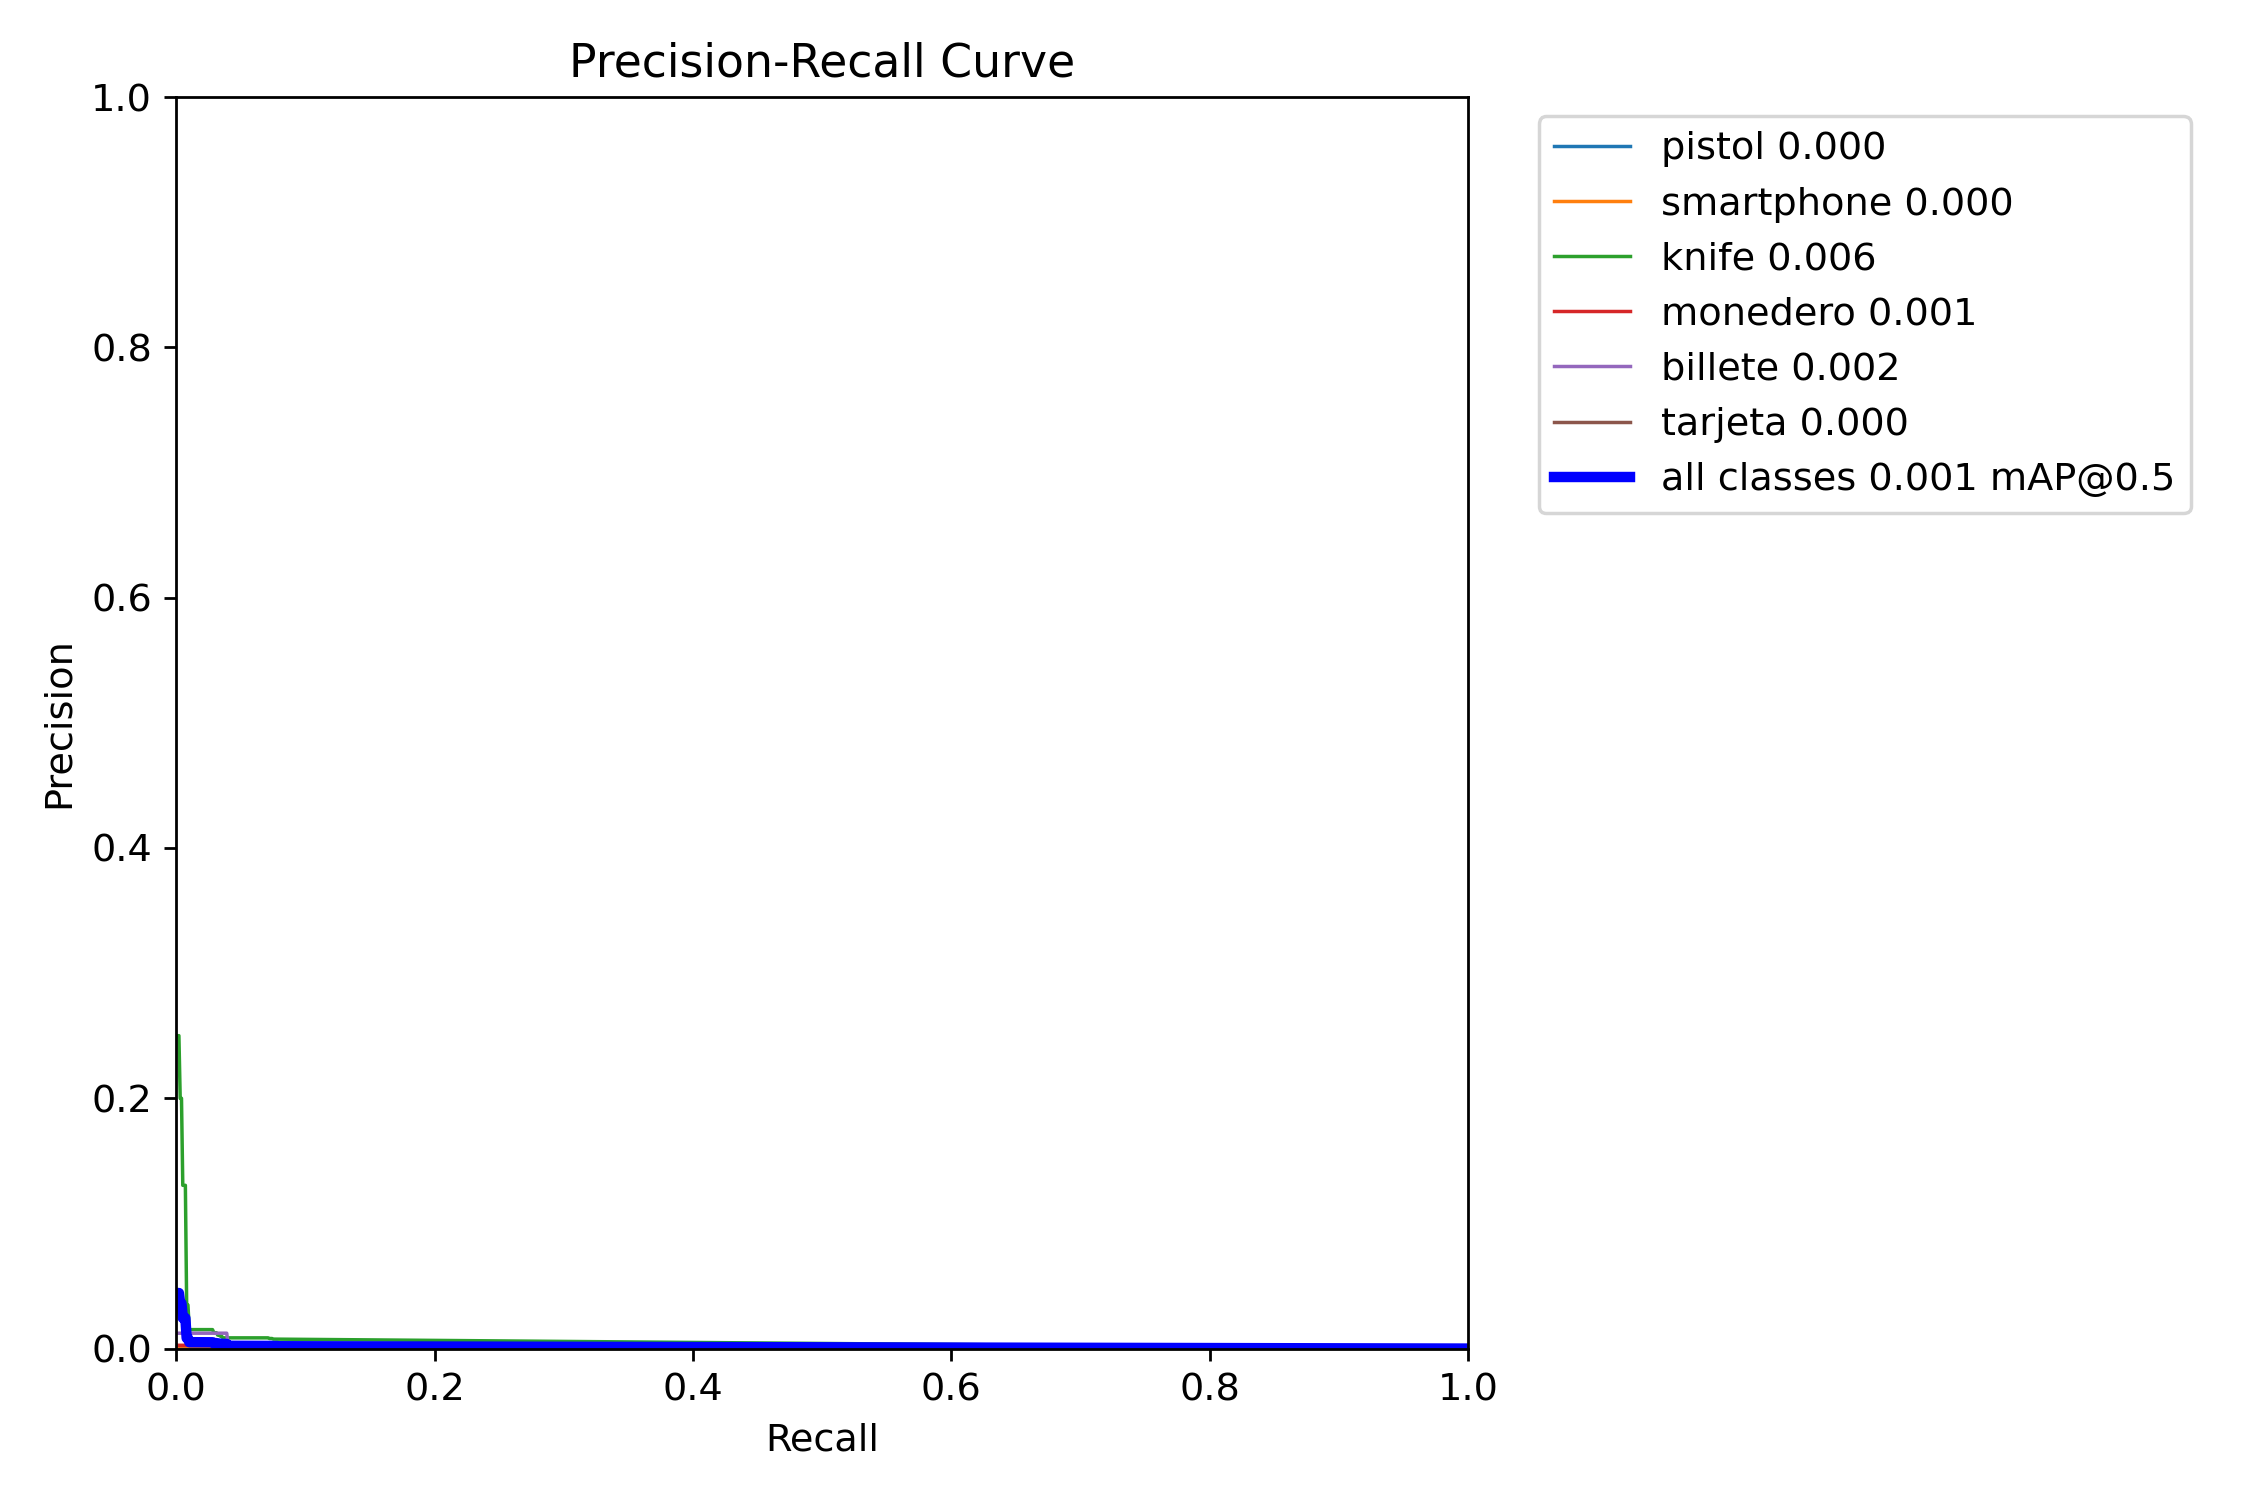 Precision-Recall Curve
1.0
0.8
0.6
0.4
0.2
0.0
Precision
0.0 0.2 0.4 0.6 0.8 1.0
Recall
pistol 0.000
smartphone 0.000
knife 0.006
monedero 0.001
billete 0.002
tarjeta 0.000
all classes 0.001 mAP@0.5